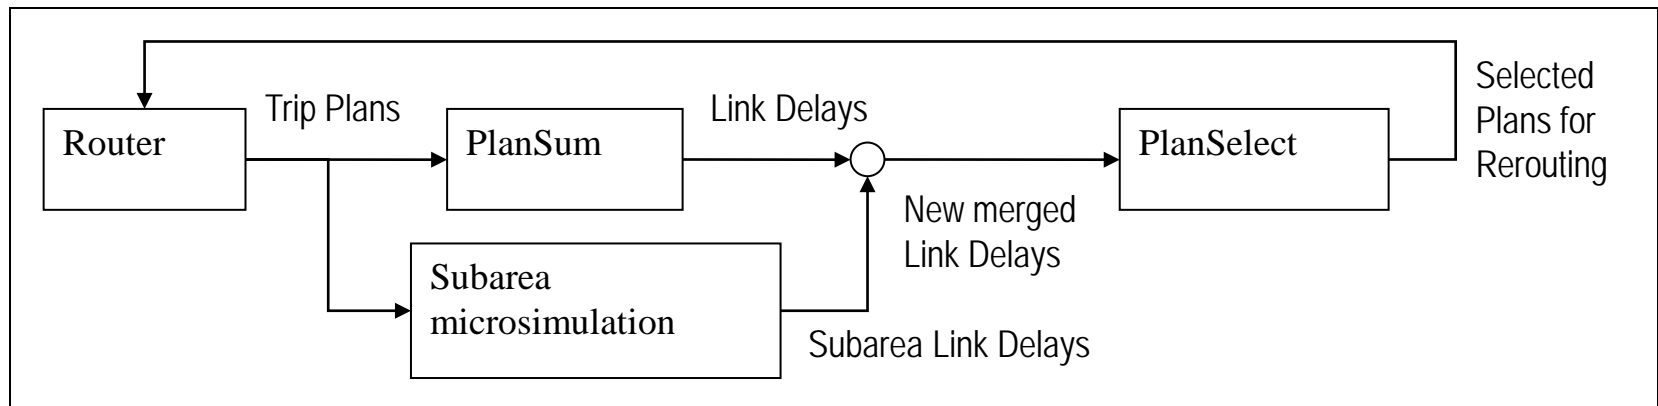 Selected
Plans for
Rerouting
Trip Plans
Link Delays
Router
PlanSum
PlanSelect
New merged
Link Delays
Subarea
microsimulation
Subarea Link Delays